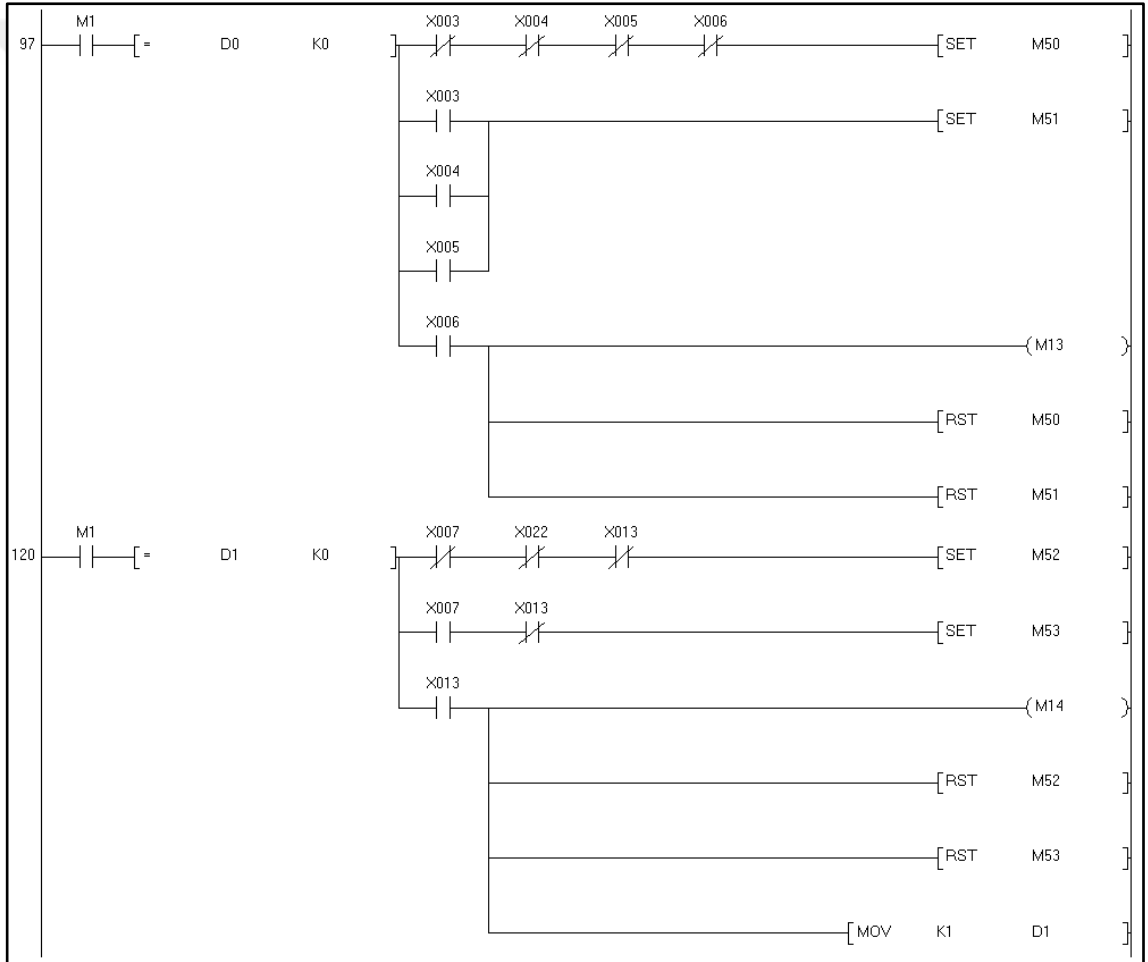 M1 X003 X004 X005 X006
97 [= D0 K0 ] [SET M50 ]
X003
[SET M51 ]
X004
X005
X006
(M13 )
[RST M50 ]
[RST M51 ]
M1 X007 X022 X013
120 [= D1 K0 ] [SET M52 ]
X007 X013
[SET M53 ]
X013
(M14 )
[RST M52 ]
[RST M53 ]
[MOV K1 D1 ]